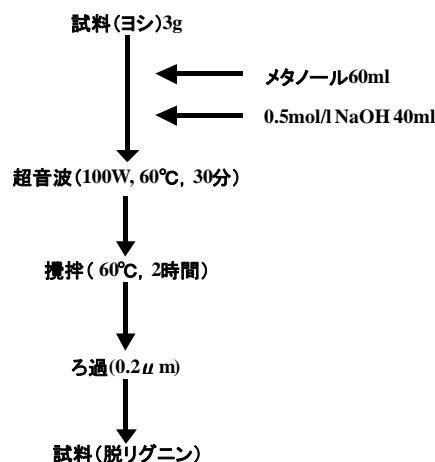 試料(ヨシ)3g
メタノール60ml
0.5mol/l NaOH 40ml
超音波(100W, 60℃, 30分)
攪拌( 60℃, 2時間)
ろ過(0.2μm)
試料(脱リグニン)